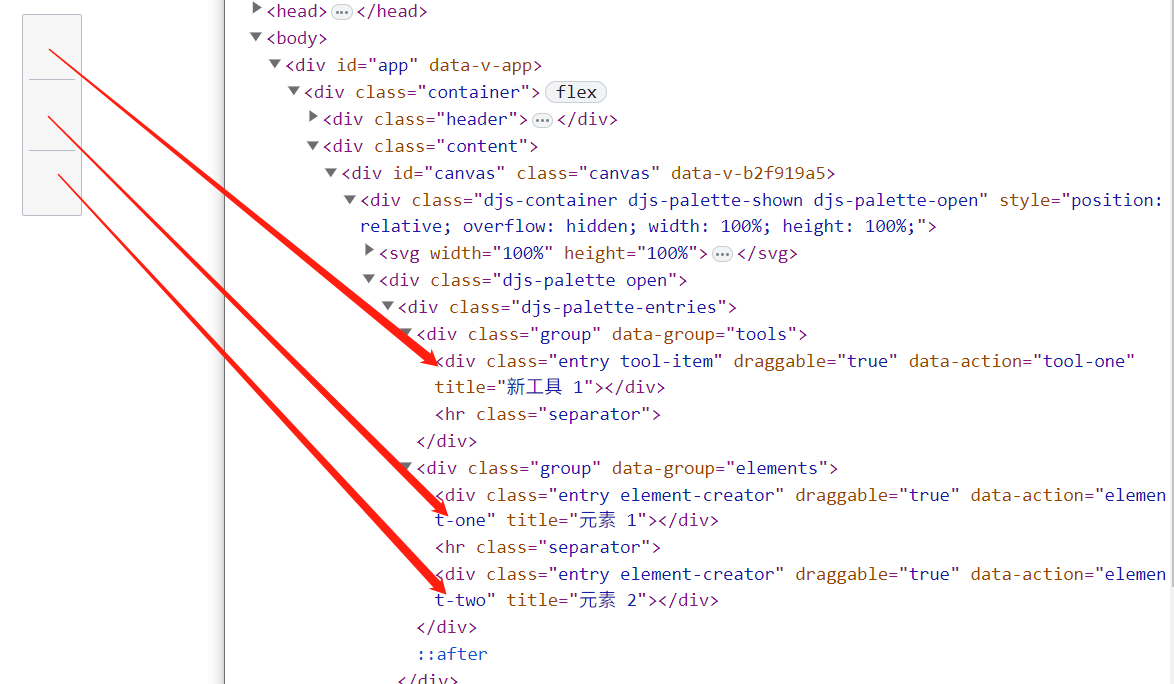 <head>…</head>
<body>
<div id="app" data-v-app>
<div class="container"> flex
<div class="header">…</div>
<div class="content">
<div id="canvas" class="canvas" data-v-b2f919a5>
<div class="djs-container djs-palette-shown djs-palette-open" style="position:
relative; overflow: hidden; width: 100%; height: 100%;">
<svg width="100%" height="100%">…</svg>
<div class="djs-palette open">
<div class="djs-palette-entries">
<div class="group" data-group="tools">
<div class="entry tool-item" draggable="true" data-action="tool-one"
title="新工具 1"></div>
<hr class="separator">
</div>
<div class="group" data-group="elements">
<div class="entry element-creator" draggable="true" data-action="elemen
t-one" title="元素 1"></div>
<hr class="separator">
<div class="entry element-creator" draggable="true" data-action="elemen
t-two" title="元素 2"></div>
</div>
::after
</div>